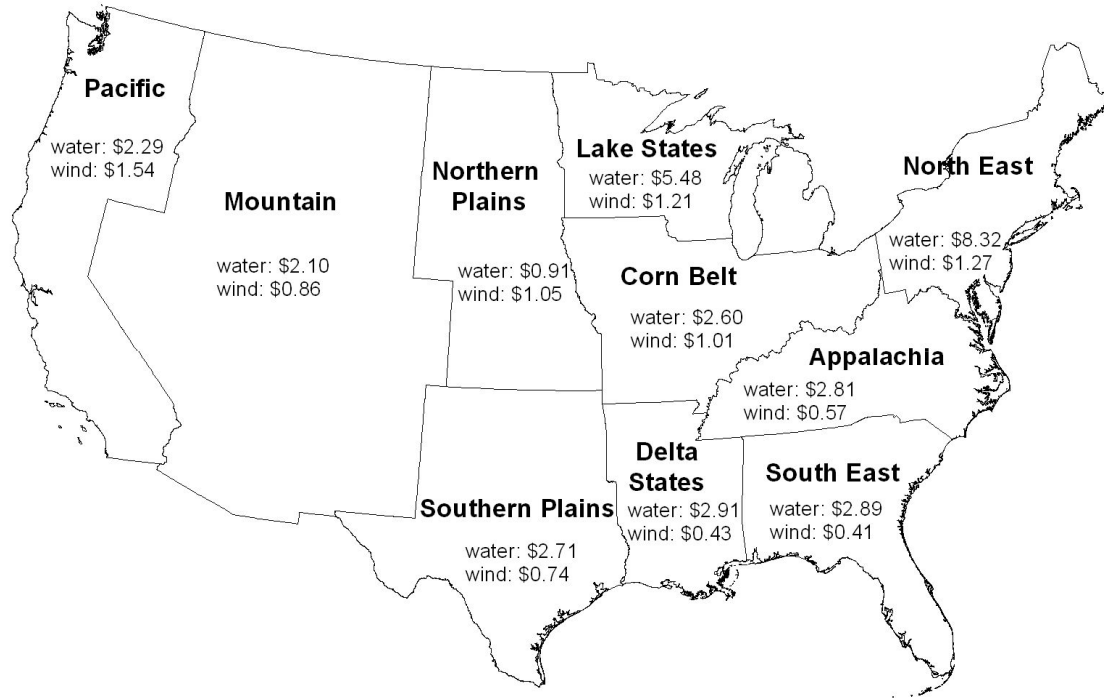 Pacific
water: $2.29
wind: $1.54
Mountain
water: $2.10
wind: $0.86
Northern
Plains
water: $0.91
wind: $1.05
Lake States
water: $5.48
wind: $1.21
North East
water: $8.32
wind: $1.27
Corn Belt
water: $2.60
wind: $1.01
Appalachia
water: $2.81
wind: $0.57
Delta
States
water: $2.91
wind: $0.43
South East
water: $2.89
wind: $0.41
Southern Plains
water: $2.71
wind: $0.74